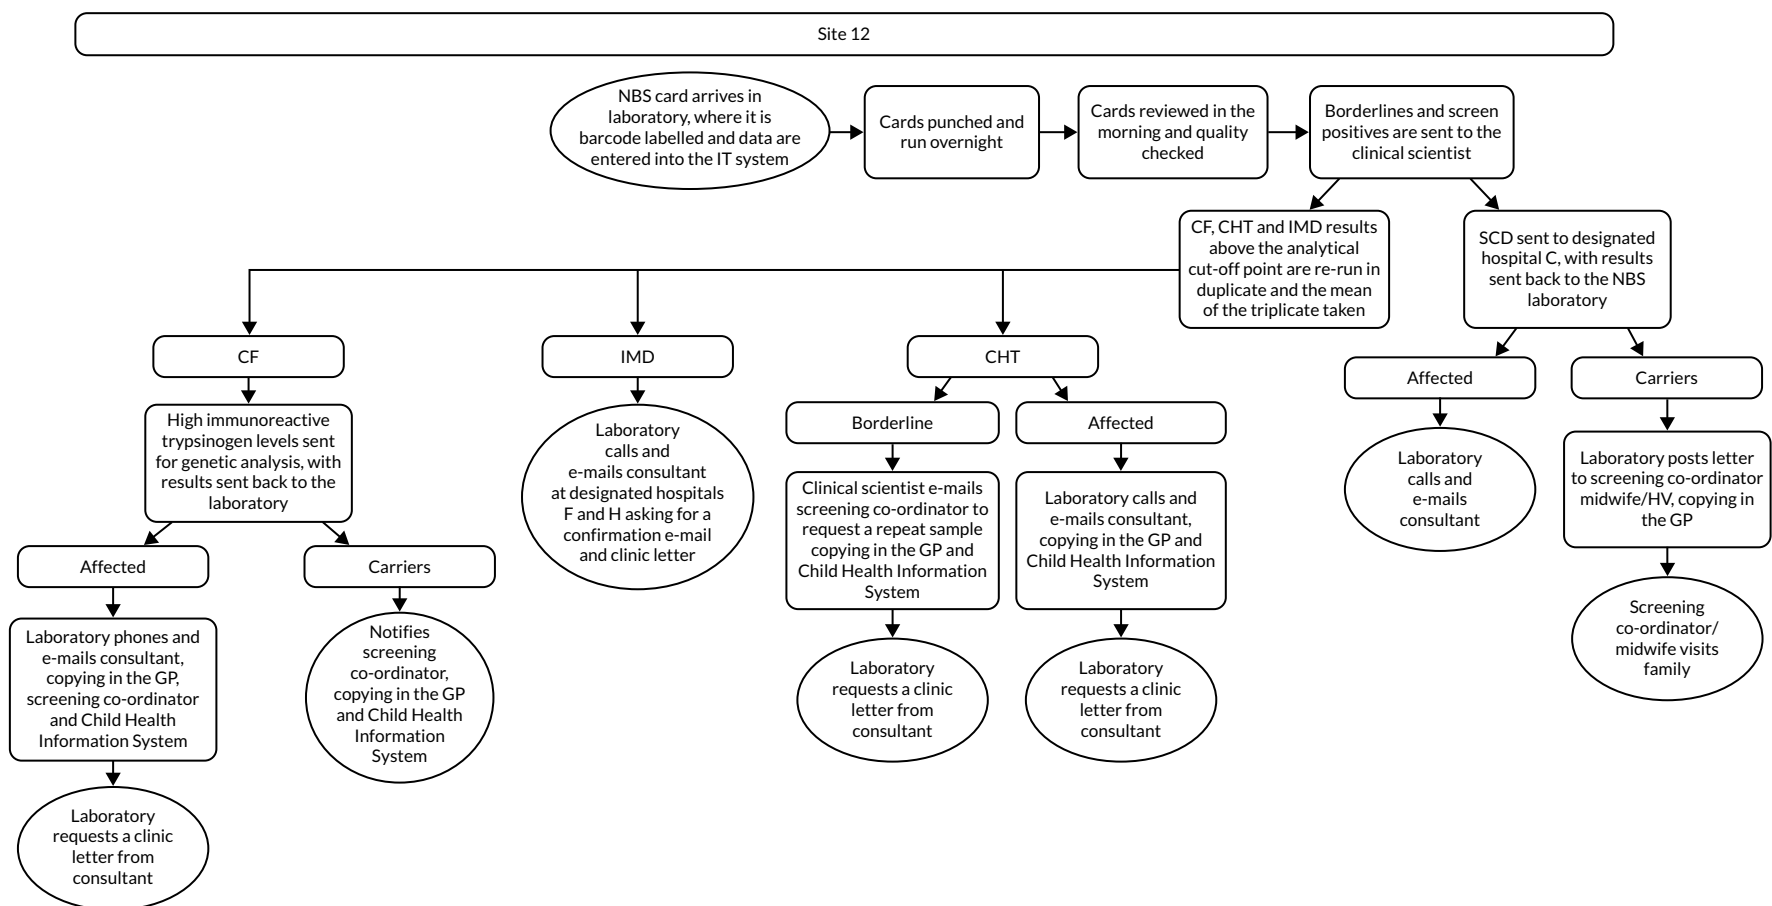 Site 12
NBS card arrives in
laboratory, where it is
barcode labelled and data are
entered into the IT system
Cards punched and
run overnight
Cards reviewed in the
morning and quality
checked
Borderlines and screen
positives are sent to the
clinical scientist
CF, CHT and IMD results
above the analytical
cut-off point are re-run in
duplicate and the mean
of the triplicate taken
SCD sent to designated
hospital C, with results
sent back to the NBS
laboratory
CF
IMD
CHT
Affected
Carriers
High immunoreactive
trypsinogen levels sent
for genetic analysis, with
results sent back to the
laboratory
Laboratory
calls and
e-mails consultant
at designated hospitals
F and H asking for a
confirmation e-mail
and clinic letter
Borderline
Affected
Clinical scientist e-mails
screening co-ordinator to
request a repeat sample
copying in the GP and
Child Health Information
System
Laboratory calls and
e-mails consultant,
copying in the GP and
Child Health Information
System
Laboratory
calls and
e-mails
consultant
Laboratory posts letter
to screening co-ordinator
midwife/HV, copying in
the GP
Affected
Carriers
Laboratory phones and
e-mails consultant,
copying in the GP,
screening co-ordinator
and Child Health
Information System
Notifies
screening
co-ordinator,
copying in the GP
and Child Health
Information
System
Laboratory
requests a clinic
letter from
consultant
Laboratory
requests a clinic
letter from
consultant
Screening
co-ordinator/
midwife visits
family
Laboratory
requests a clinic
letter from
consultant